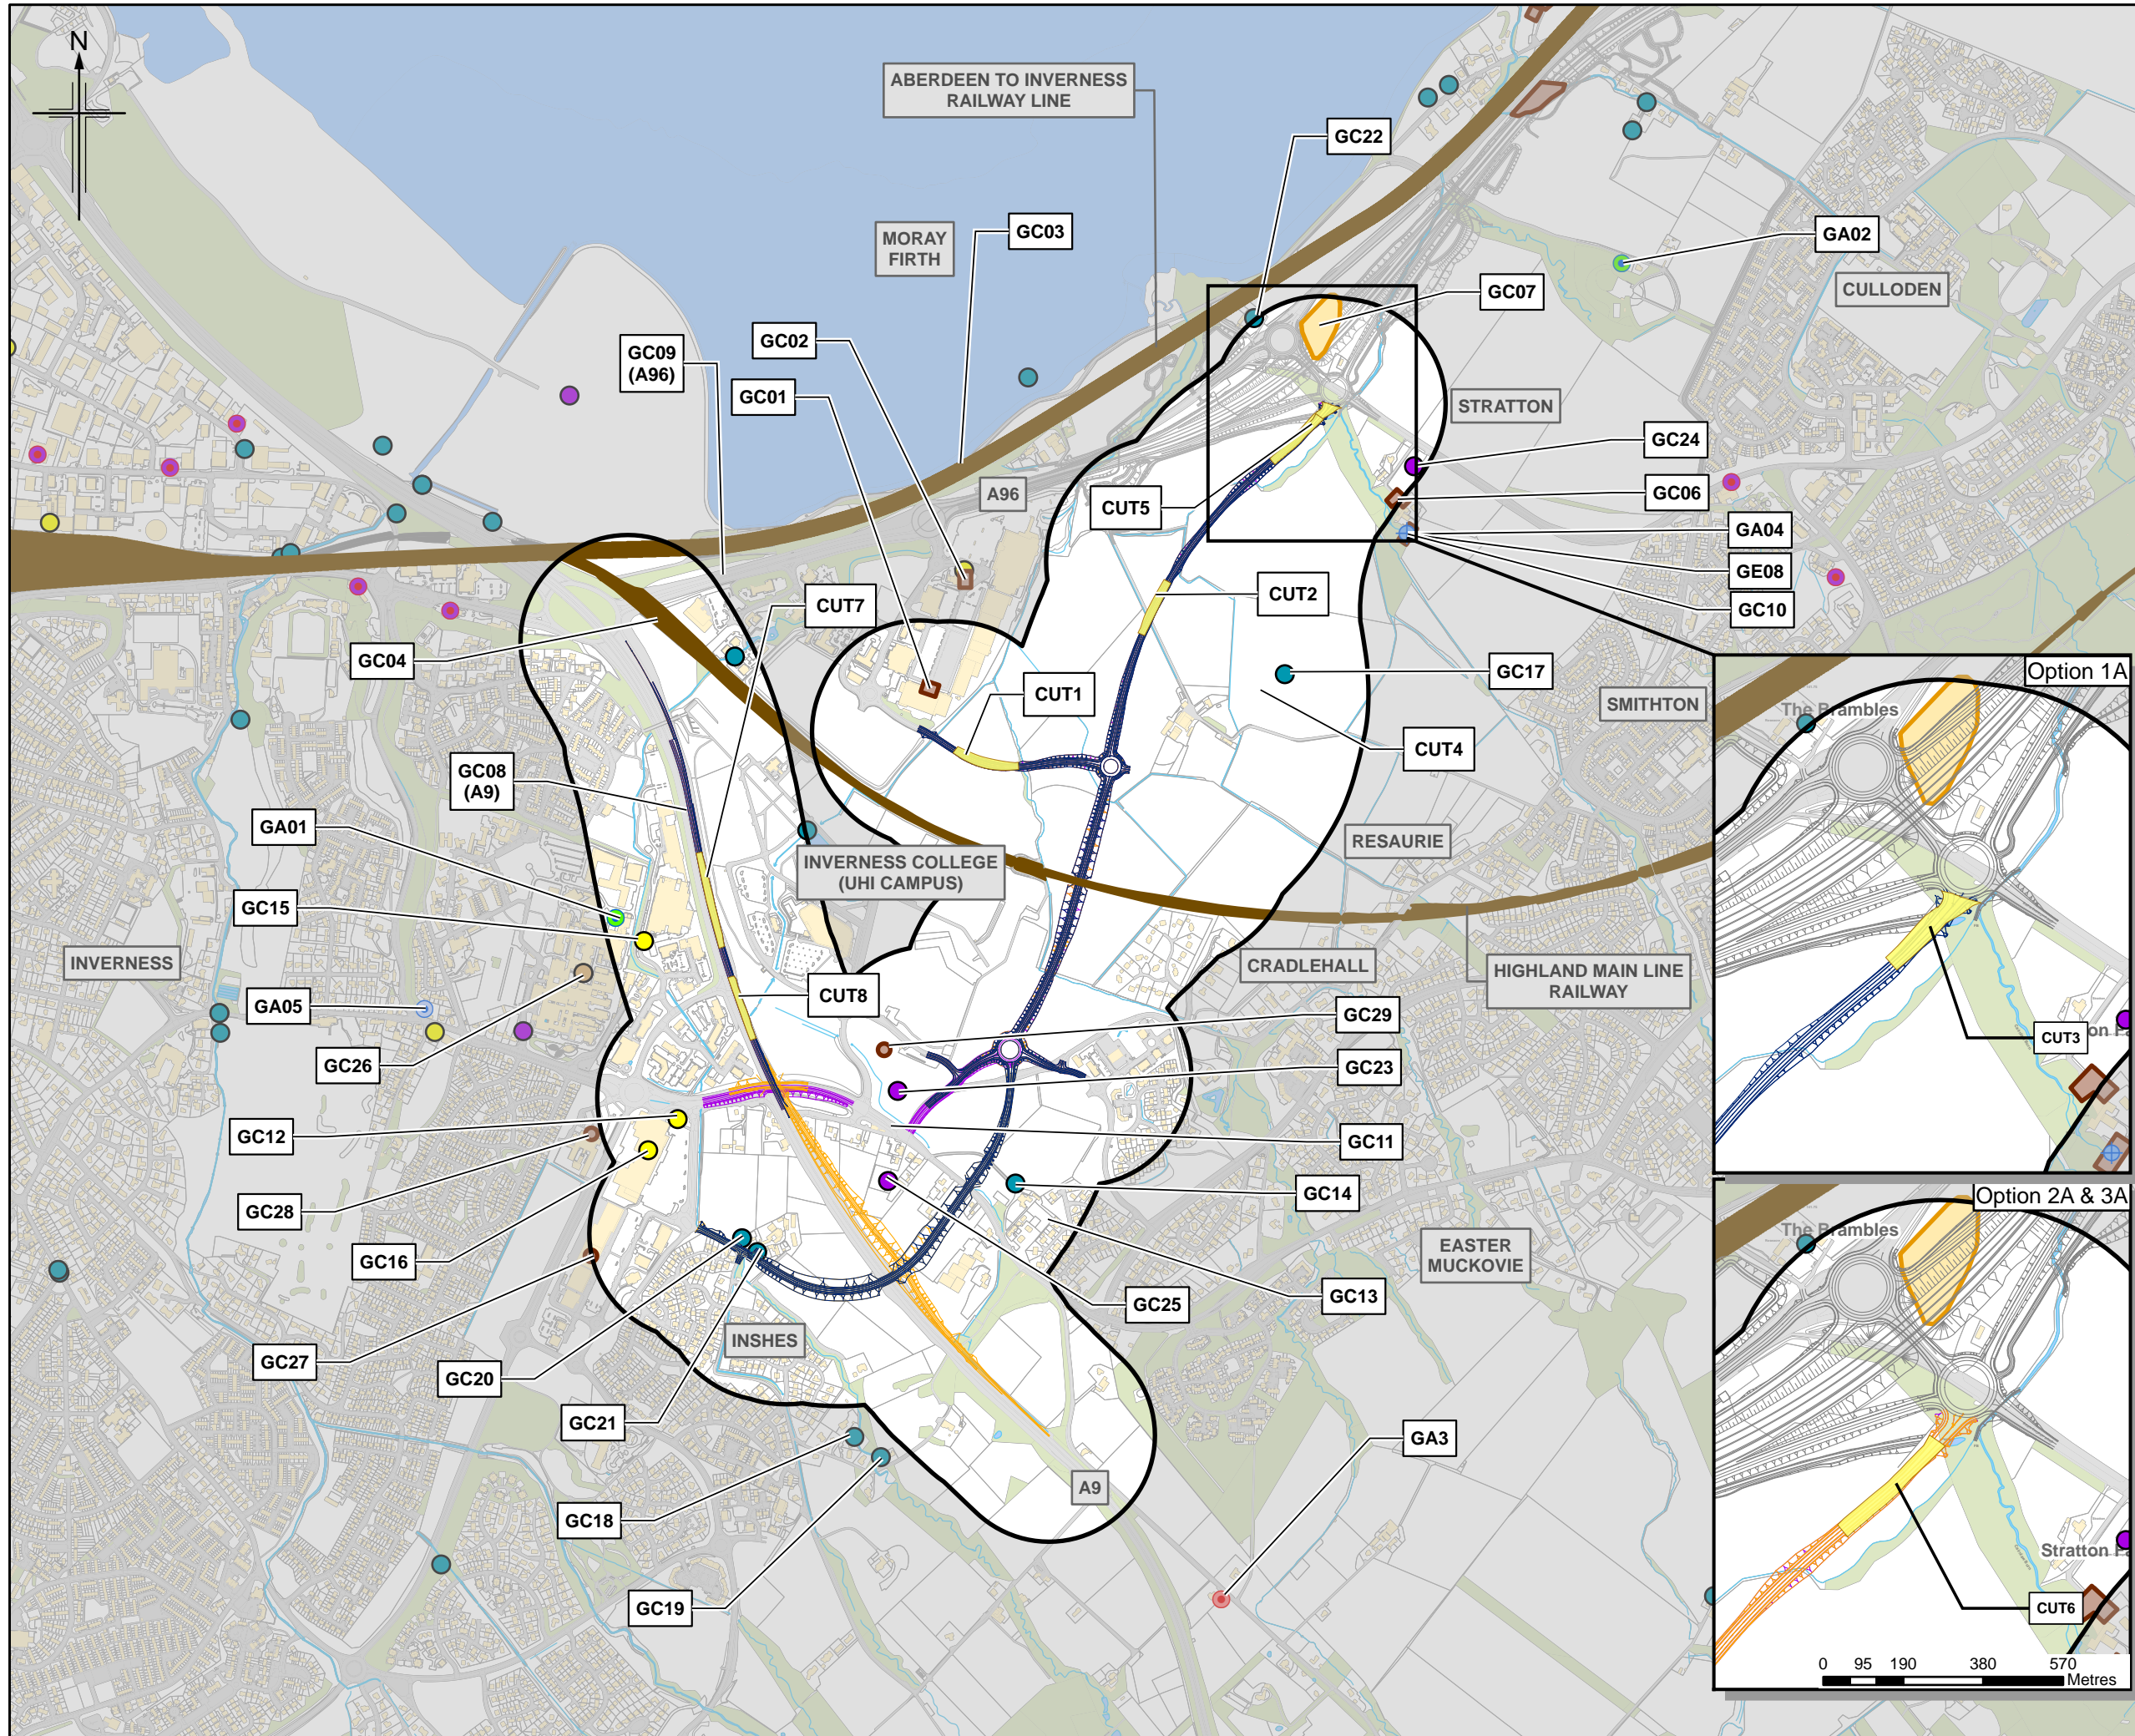 N
ABERDEEN TO INVERNESS
RAILWAY LINE
GC22
MORAY
FIRTH
GC03
GA02
CULLODEN
GC07
GC02
GC09
(A96)
GC01
STRATTON
GC24
A96
CUT5
GC06
GA04
GE08
GC10
CUT7
CUT2
GC04
GC17
CUT1
SMITHTON
CUT4
GC08
(A9)
GA01
RESAURIE
INVERNESS COLLEGE
(UHI CAMPUS)
GC15
INVERNESS
CRADLEHALL
HIGHLAND MAIN LINE
RAILWAY
CUT8
GA05
GC29
GC26
GC23
GC12
GC11
GC28
GC14
GC16
EASTER
MUCKOVIE
GC25
GC13
INSHES
GC27
GC20
GC21
GA3
A9
GC18
GC19
Option 1A
The Brambles
CUT3
Option 2A & 3A
The Brambles
Stratton
CUT6
0 95 190 380 570
Metres